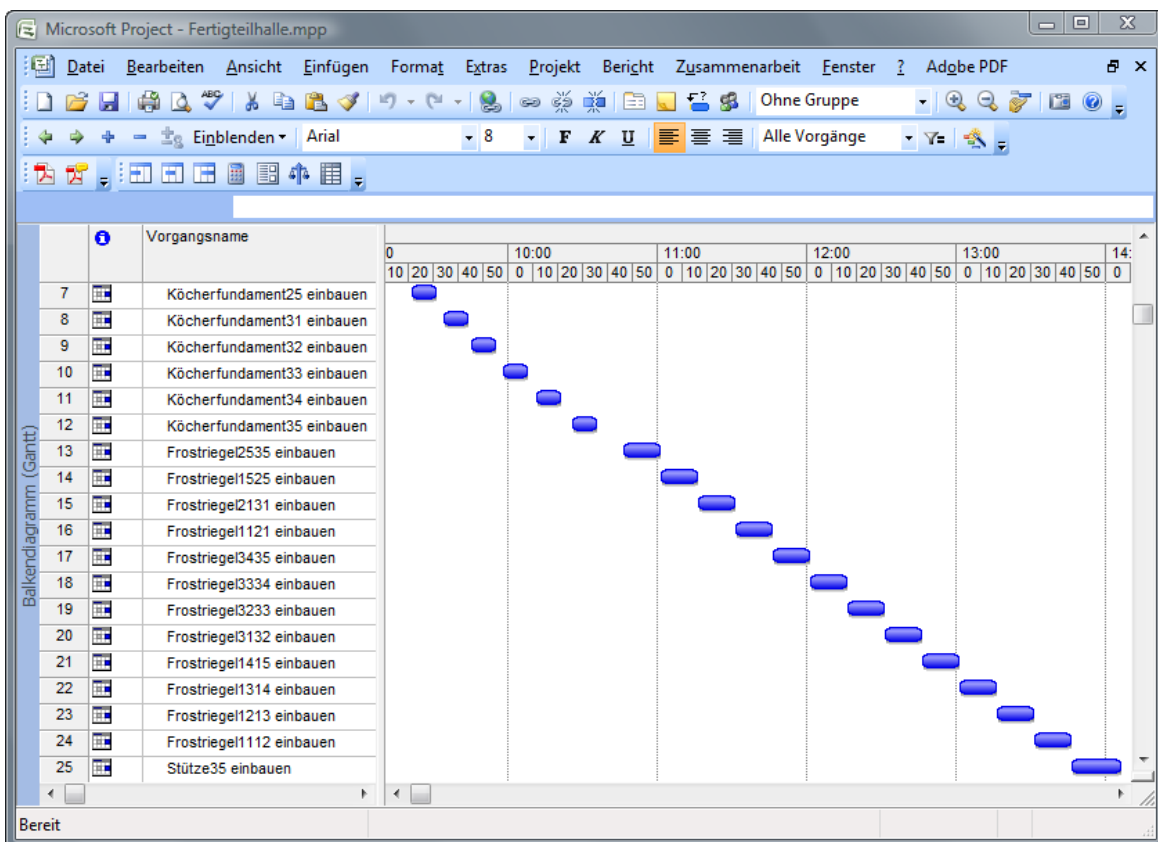 Microsoft Project - Fertigteilhalle.mpp
Datei Bearbeiten Ansicht Einfügen Format Extras Projekt Bericht Zusammenarbeit Fenster ? Adobe PDF
ABC Ohne Gruppe
Einblenden Arial 8 F K U Alle Vorgänge Y=
Vorgangsname
0 10:00 11:00 12:00 13:00 14:
10 20 30 40 50 0 10 20 30 40 50 0 10 20 30 40 50 0 10 20 30 40 50 0 10 20 30 40 50 0
7 Köcherfundament25 einbauen
8 Köcherfundament31 einbauen
9 Köcherfundament32 einbauen
10 Köcherfundament33 einbauen
11 Köcherfundament34 einbauen
12 Köcherfundament35 einbauen
13 Frostriegel2535 einbauen
14 Frostriegel1525 einbauen
15 Frostriegel2131 einbauen
16 Frostriegel1121 einbauen
17 Frostriegel3435 einbauen
18 Frostriegel3334 einbauen
19 Frostriegel3233 einbauen
20 Frostriegel3132 einbauen
21 Frostriegel1415 einbauen
22 Frostriegel1314 einbauen
23 Frostriegel1213 einbauen
24 Frostriegel1112 einbauen
25 Stütze35 einbauen
Balkendiagramm (Gantt)
Bereit